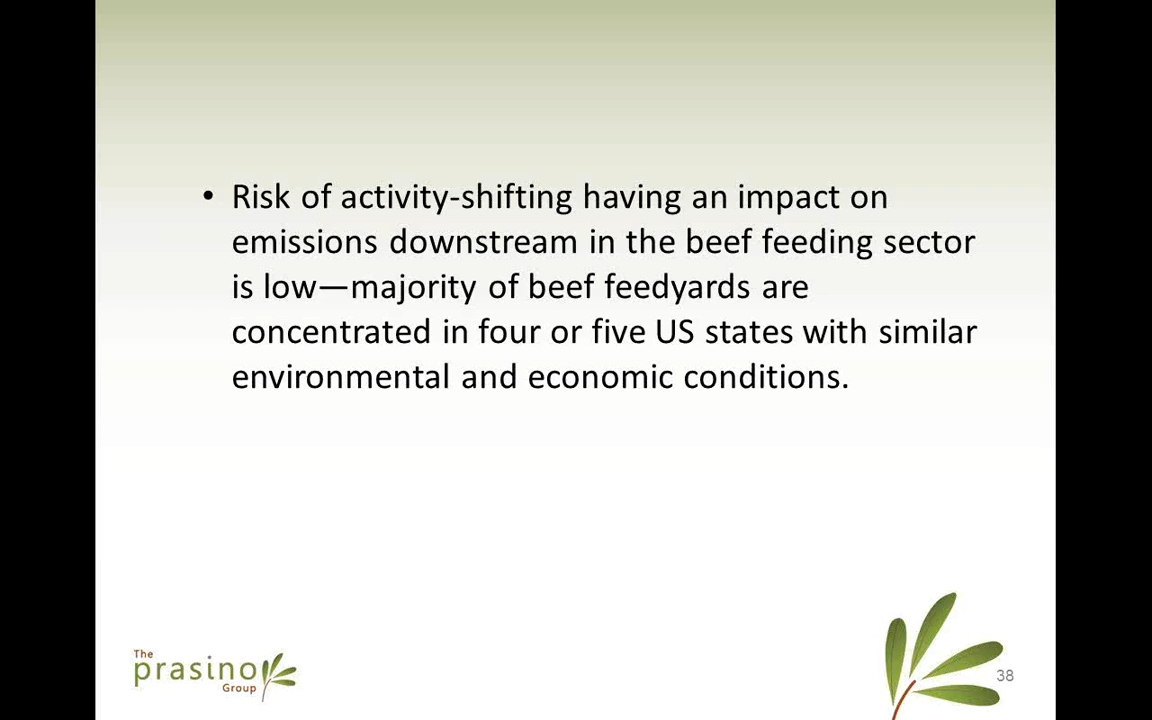 • Risk of activity-shifting having an impact on
emissions downstream in the beef feeding sector
is low—majority of beef feedyards are
concentrated in four or five US states with similar
environmental and economic conditions.
The
prasino
Group
38